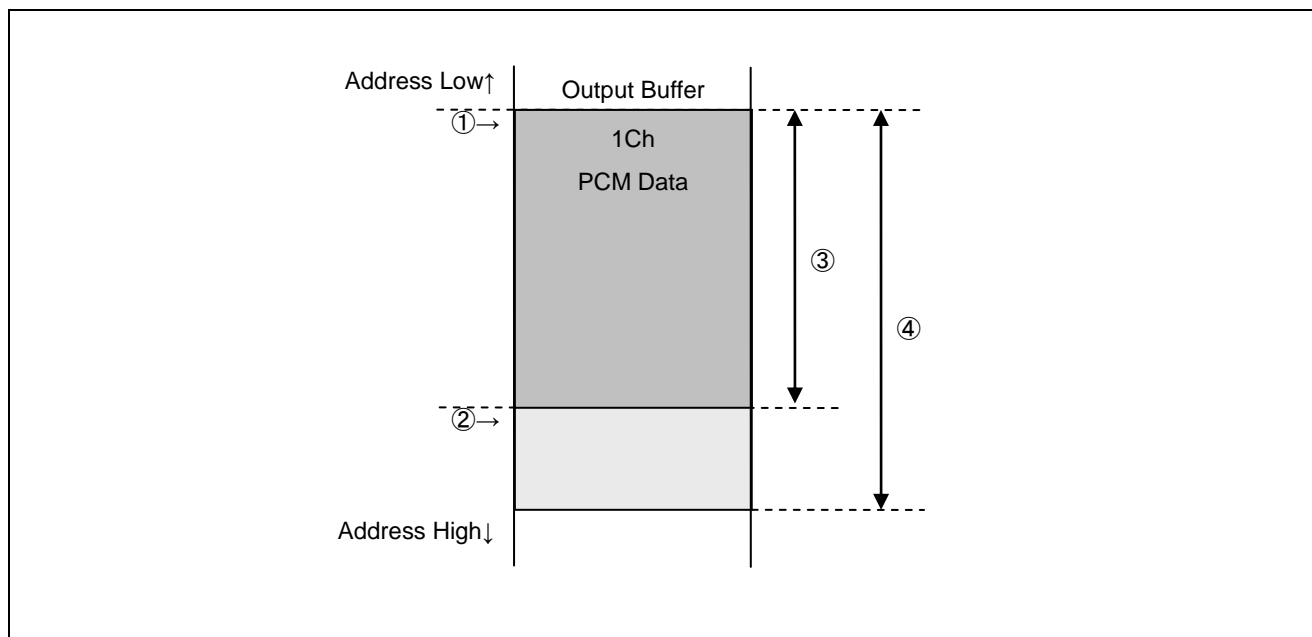 Address Low↑
Output Buffer
①→
1Ch
PCM Data
③
④
②→
Address High↓